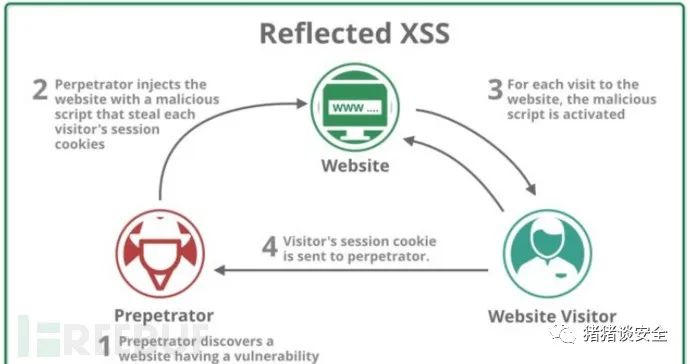 Reflected XSS
2 Perpetrator injects the
website with a malicious
script that steal each
visitor's session
cookies
www ....
3 For each visit to the
website, the malicious
script is activated
Website
4 Visitor's session cookie
is sent to perpetrator.
Prepetrator
Website Visitor
1 Prepetrator discovers a
website having a vulnerability
猪猪谈安全